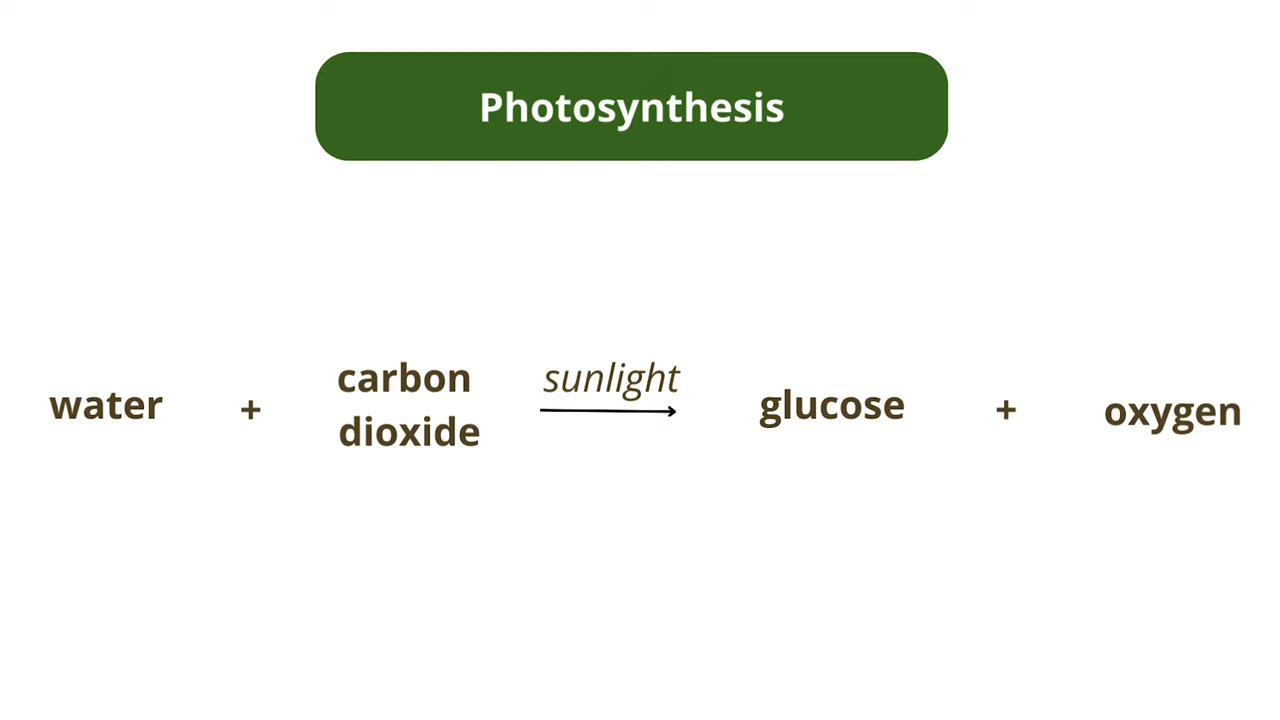 Photosynthesis
water + carbon dioxide sunlight glucose + oxygen